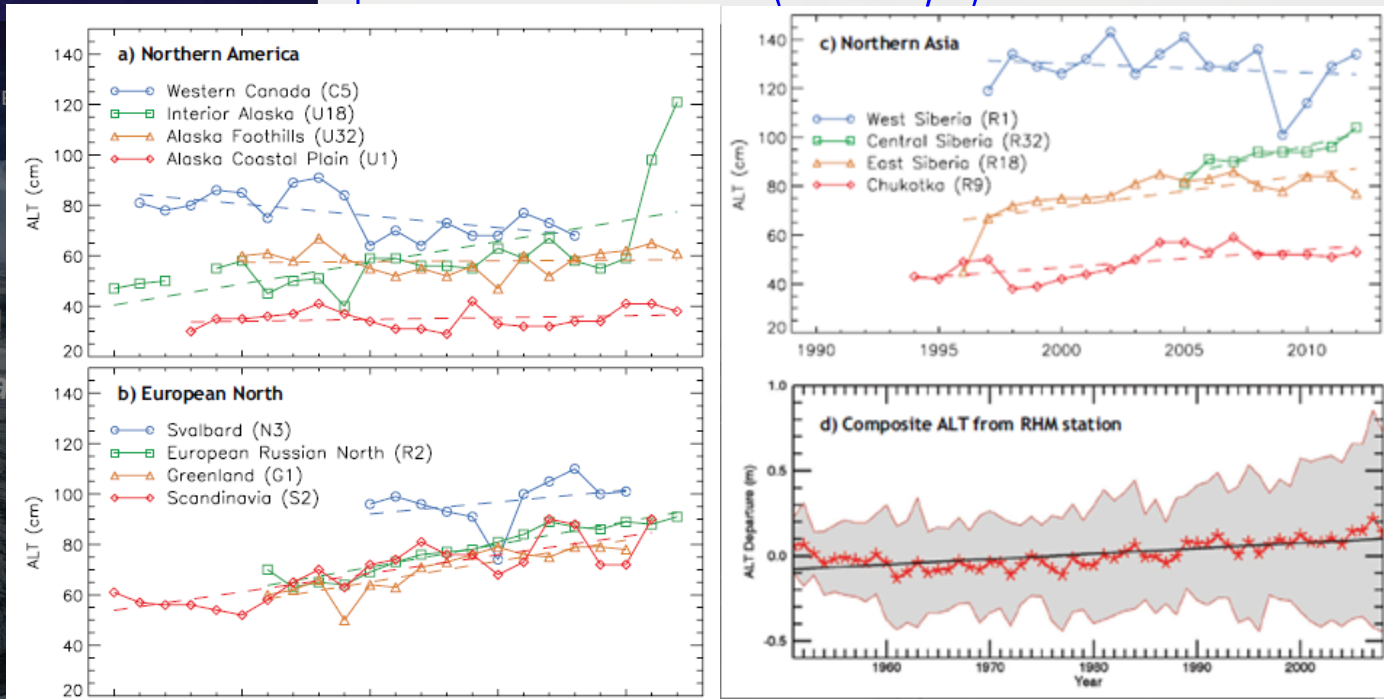 a) Northern America
Western Canada (C5)
Interior Alaska (U18)
Alaska Foothills (U32)
Alaska Coastal Plain (U1)
ALT (cm)
140
120
100
80
60
40
20
b) European North
Svalbard (N3)
European Russian North (R2)
Greenland (G1)
Scandinavia (S2)
ALT (cm)
140
120
100
80
60
40
20
c) Northern Asia
West Siberia (R1)
Central Siberia (R32)
East Siberia (R18)
Chukotka (R9)
ALT (cm)
140
120
100
80
60
40
20
1990 1995 2000 2005 2010
d) Composite ALT from RHM station
ALT Departure (m)
1.0
0.5
0.0
-0.5
1960 1970 1980 1990 2000
Year